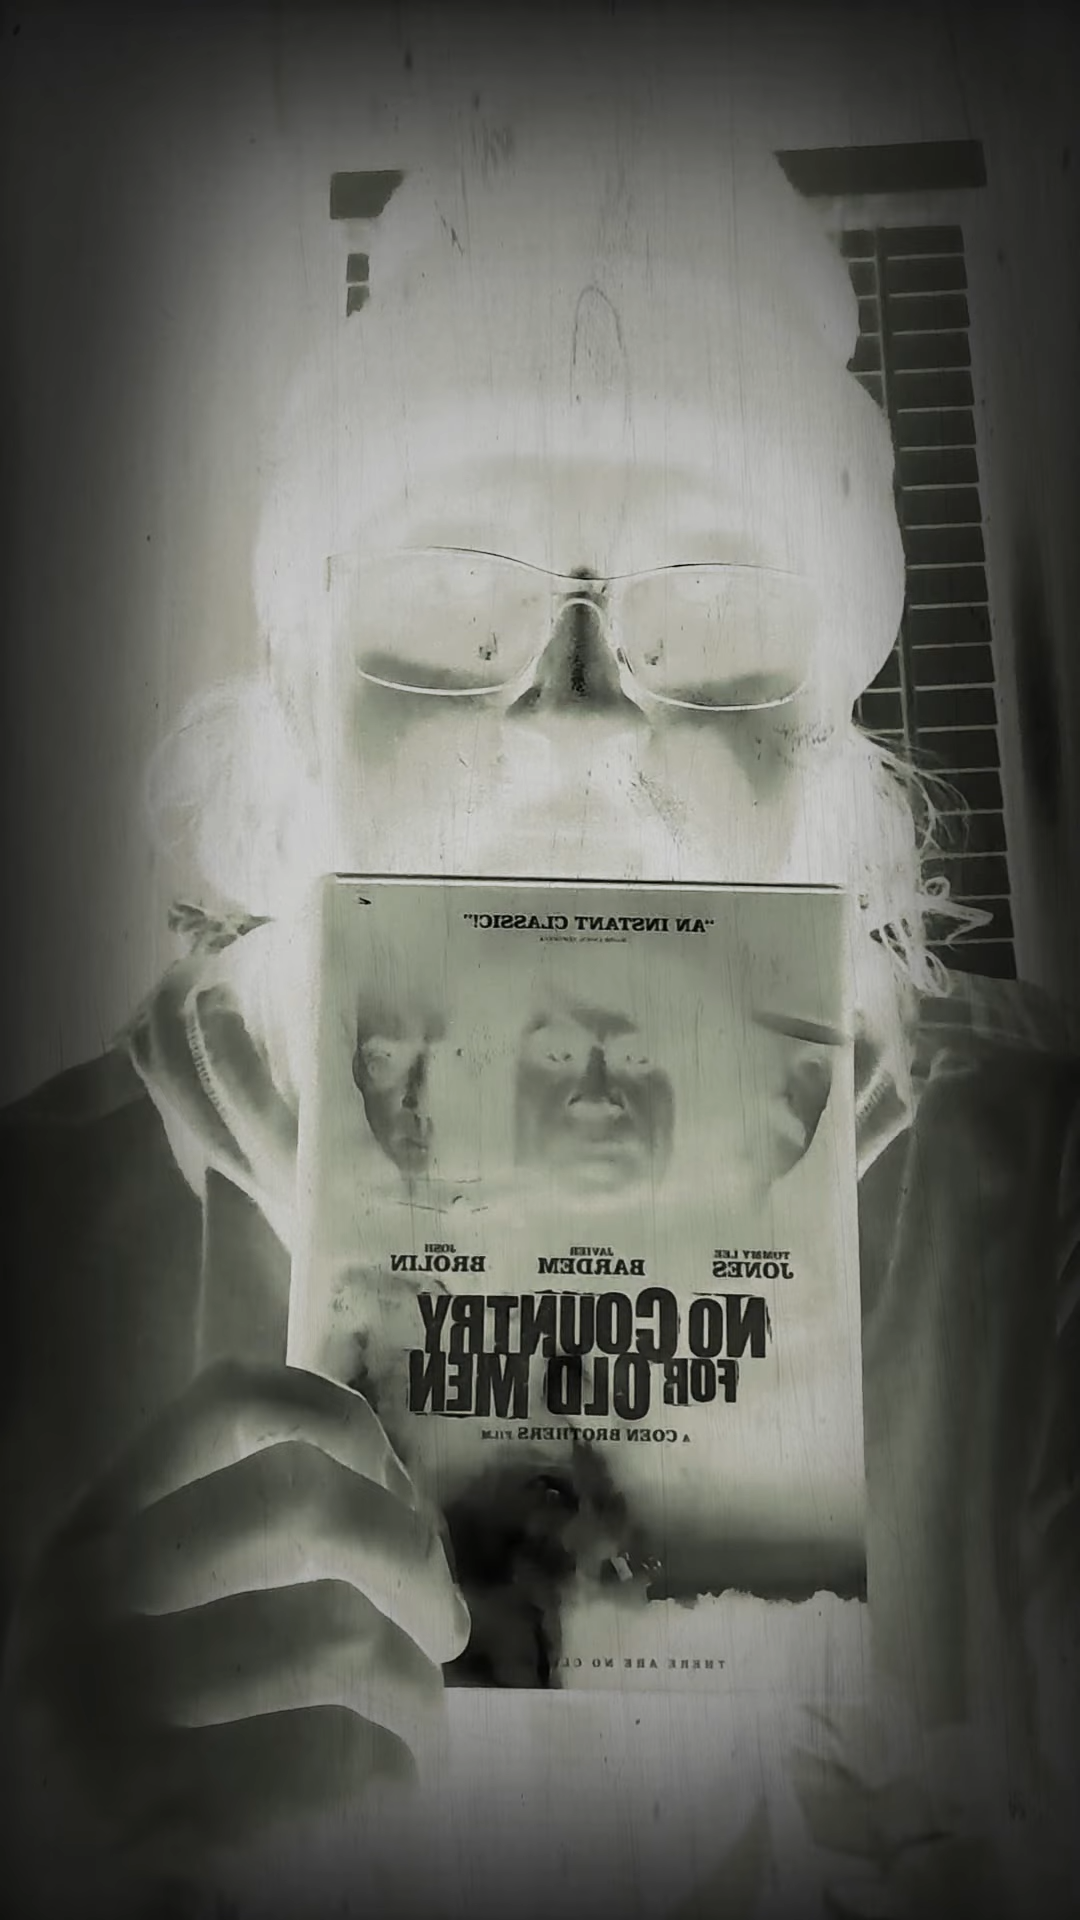 "AN INSTANT CLASSIC!"
TOMMY LEE JONES
JAVIER BARDEM
JOSH BROLIN
NO COUNTRY
FOR OLD MEN
A COEN BROTHERS FILM
THERE ARE NO